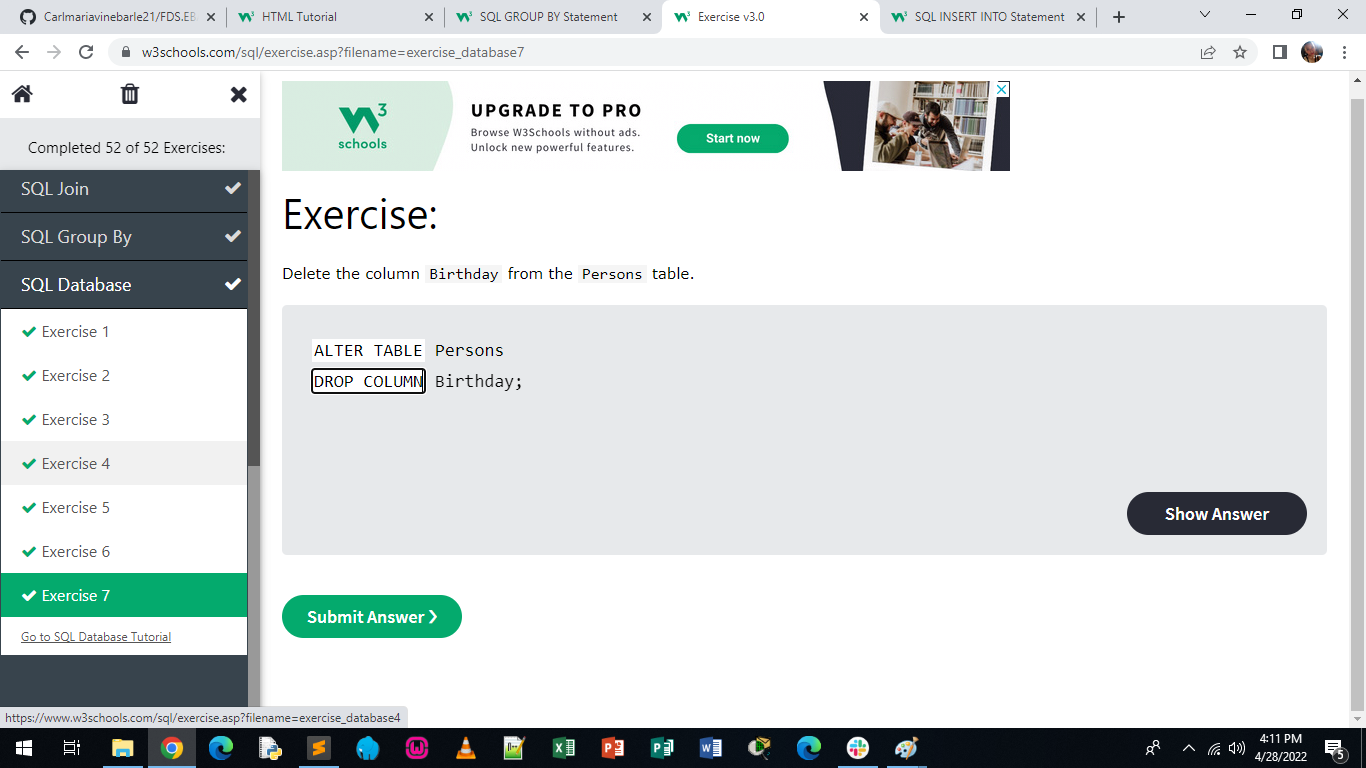 Carlmariavinebarle21/FDS.EB
HTML Tutorial
SQL GROUP BY Statement
Exercise v3.0
SQL INSERT INTO Statement
w3schools.com/sql/exercise.asp?filename=exercise_database7
Completed 52 of 52 Exercises:
SQL Join
SQL Group By
SQL Database
Exercise 1
Exercise 2
Exercise 3
Exercise 4
Exercise 5
Exercise 6
Exercise 7
Go to SQL Database Tutorial
https://www.w3schools.com/sql/exercise.asp?filename=exercise_database4
3
schools
UPGRADE TO PRO
Browse W3Schools without ads.
Unlock new powerful features.
Start now
Exercise:
Delete the column Birthday from the Persons table.
ALTER TABLE Persons
DROP COLUMN Birthday;
Show Answer
Submit Answer ❯
4:11 PM
4/28/2022
5